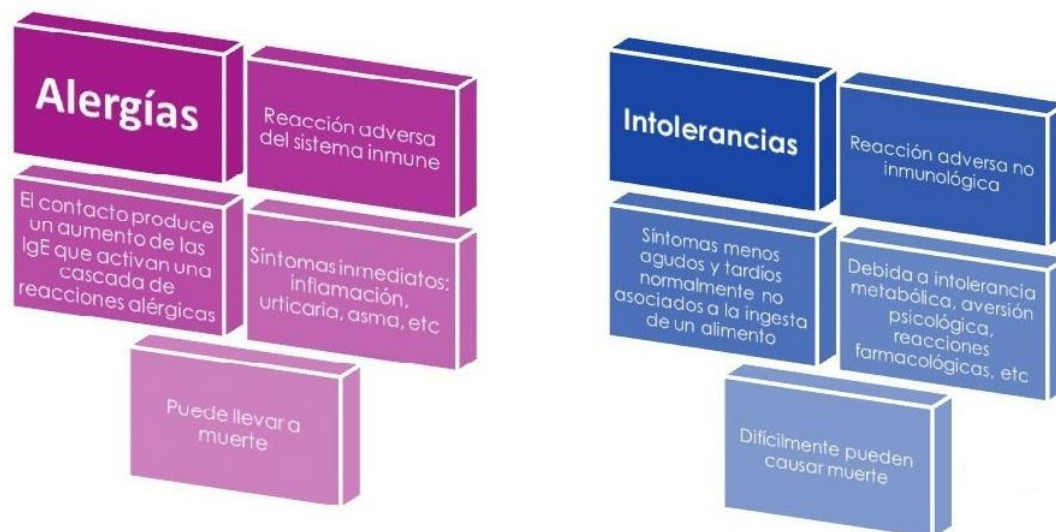 Alergías
Reacción adversa
del sistema inmune
El contacto produce
un aumento de las
IgE que activan una
cascada de
reacciones alérgicas
Síntomas inmediatos:
inflamación,
urticaria, asma, etc
Puede llevar a
muerte
Intolerancias
Reacción adversa no
inmunológica
Síntomas menos
agudos y tardíos
normalmente no
asociados a la ingesta
de un alimento
Debida a intolerancia
metabólica, aversión
psicológica,
reacciones
farmacológicas, etc
Difícilmente pueden
causar muerte